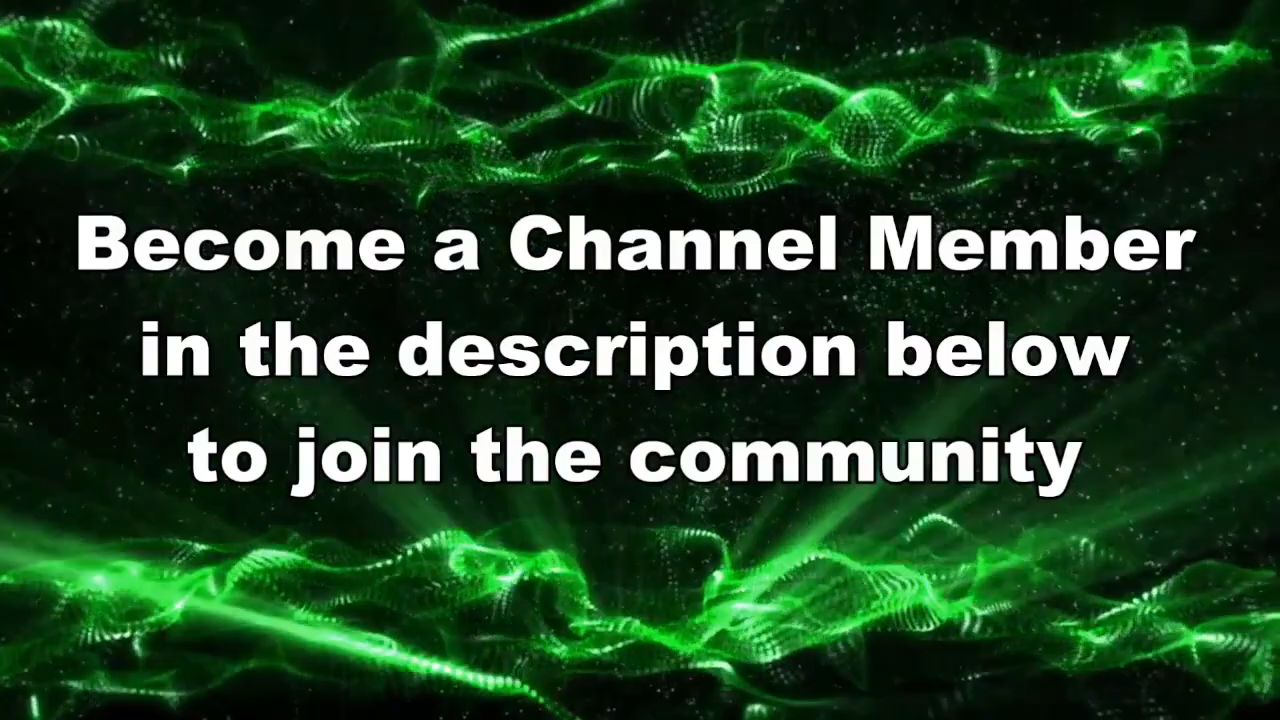 Become a Channel Member
in the description below
to join the community